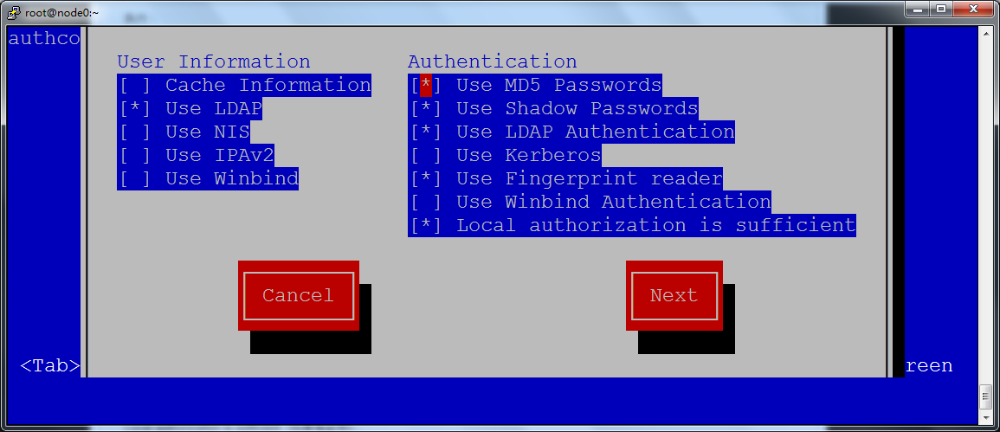 root@node0:~
authco
User Information Authentication
[ ] Cache Information [*] Use MD5 Passwords
[*] Use LDAP [*] Use Shadow Passwords
[ ] Use NIS [*] Use LDAP Authentication
[ ] Use IPAv2 [ ] Use Kerberos
[ ] Use Winbind [*] Use Fingerprint reader
[ ] Use Winbind Authentication
[*] Local authorization is sufficient
Cancel Next
<Tab> reen